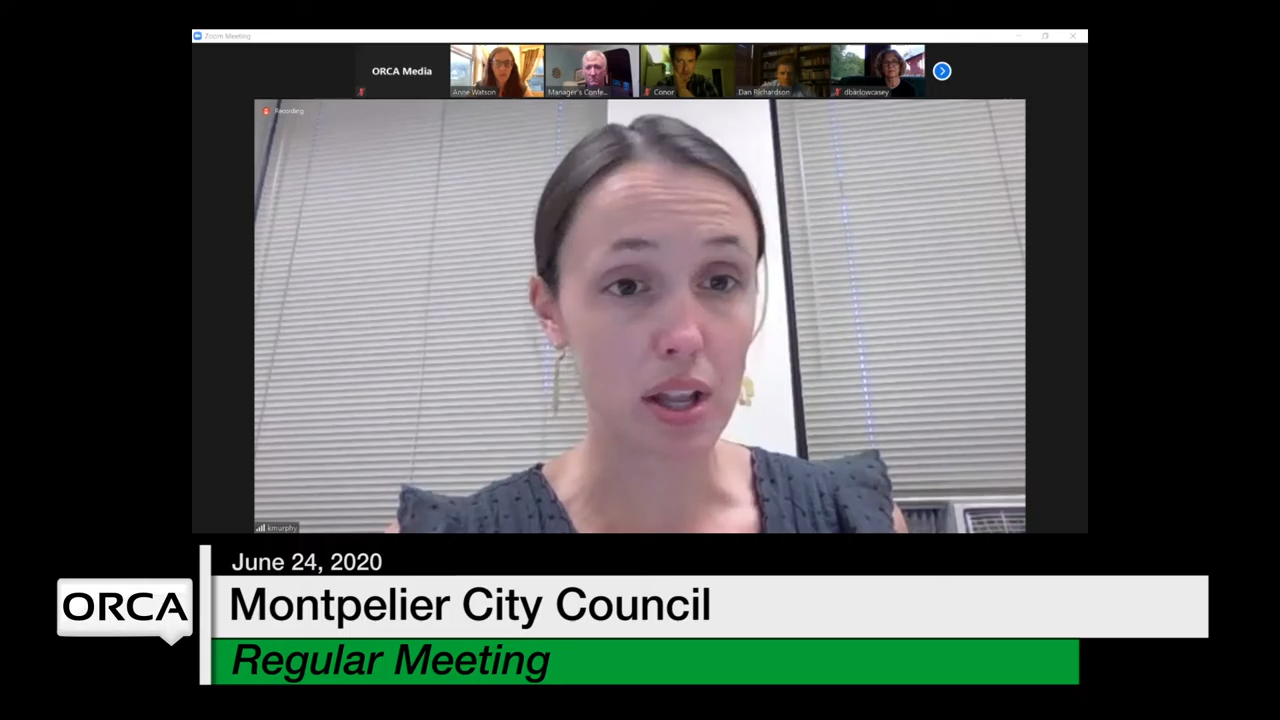 Zoom Meeting
ORCA Media
Anne Watson
Manager's Confe...
Conor
Dan Richardson
dbarlowcasey
Recording
kmurphy
June 24, 2020
ORCA
Montpelier City Council
Regular Meeting